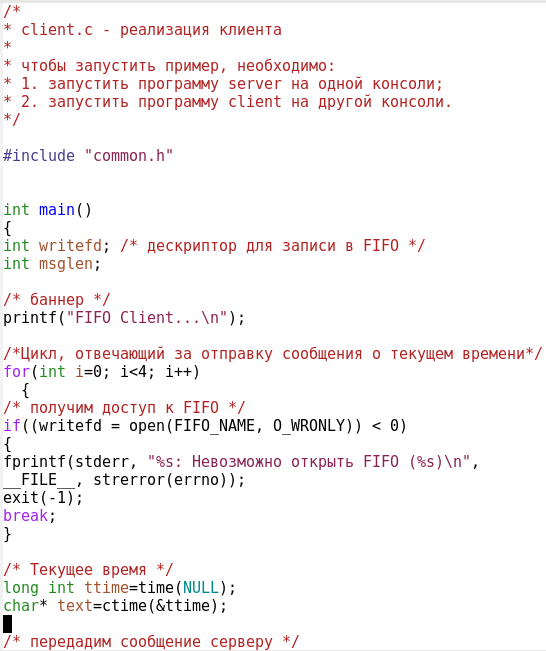 /*
* client.c - реализация клиента
*
* чтобы запустить пример, необходимо:
* 1. запустить программу server на одной консоли;
* 2. запустить программу client на другой консоли.
*/
#include "common.h"
int main()
{
int writefd; /* дескриптор для записи в FIFO */
int msglen;
/* баннер */
printf("FIFO Client...\n");
/*Цикл, отвечающий за отправку сообщения о текущем времени*/
for(int i=0; i<4; i++)
{
/* получим доступ к FIFO */
if((writefd = open(FIFO_NAME, O_WRONLY)) < 0)
{
fprintf(stderr, "%s: Невозможно открыть FIFO (%s)\n",
__FILE__, strerror(errno));
exit(-1);
break;
}
/* Текущее время */
long int ttime=time(NULL);
char* text=ctime(&ttime);
/* передадим сообщение серверу */